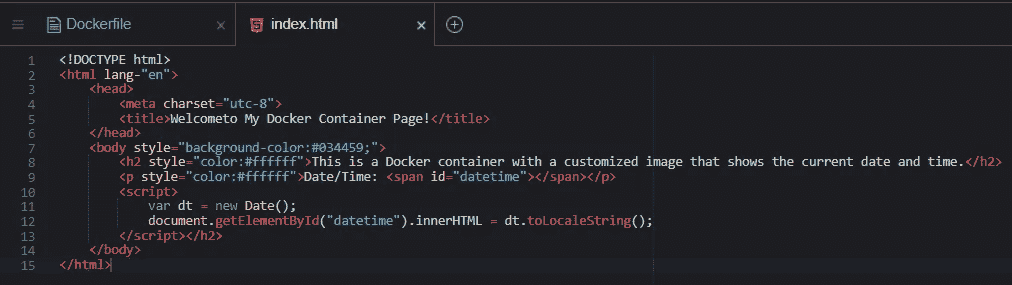 Dockerfile × index.html ×
1 <!DOCTYPE html>
2 <html lang-"en">
3     <head>
4         <meta charset="utc-8">
5         <title>Welcometo My Docker Container Page!</title>
6     </head>
7     <body style="background-color:#034459;">
8         <h2 style="color:#ffffff">This is a Docker container with a customized image that shows the current date and time.</h2>
9         <p style="color:#ffffff">Date/Time: <span id="datetime"></span></p>
10         <script>
11             var dt = new Date();
12             document.getElementById("datetime").innerHTML = dt.toLocaleString();
13         </script></h2>
14     </body>
15 </html>